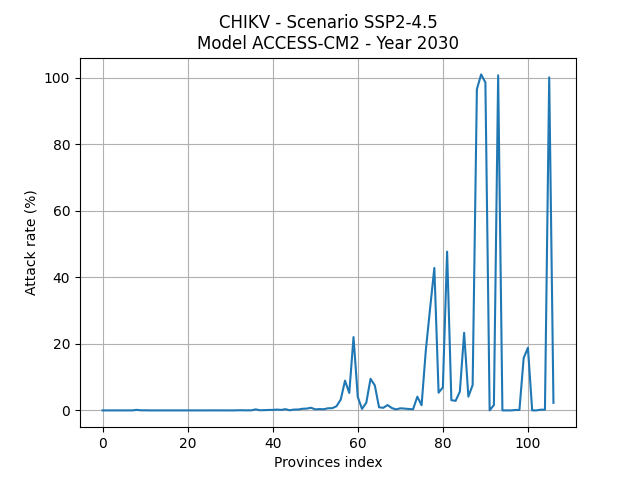 CHIKV - Scenario SSP2-4.5
Model ACCESS-CM2 - Year 2030
100
80
60
40
20
0
Attack rate (%)
0 20 40 60 80 100
Provinces index